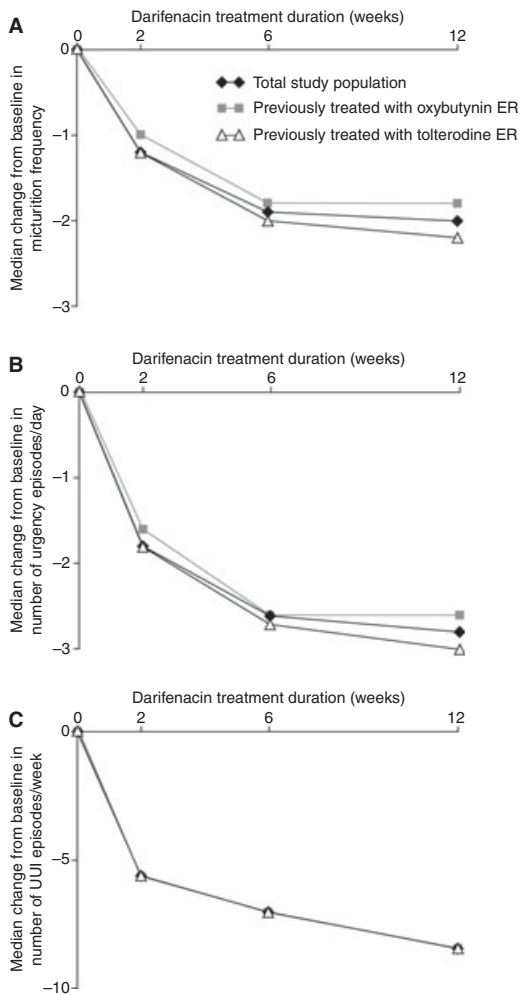 A
Darifenacin treatment duration (weeks)
0 2 6 12
0
–1
–2
–3
Median change from baseline in
micturition frequency
Total study population
Previously treated with oxybutynin ER
Previously treated with tolterodine ER
B
Darifenacin treatment duration (weeks)
0 2 6 12
0
–1
–2
–3
Median change from baseline in
number of urgency episodes/day
C
Darifenacin treatment duration (weeks)
0 2 6 12
0
–5
–10
Median change from baseline in
number of UUI episodes/week